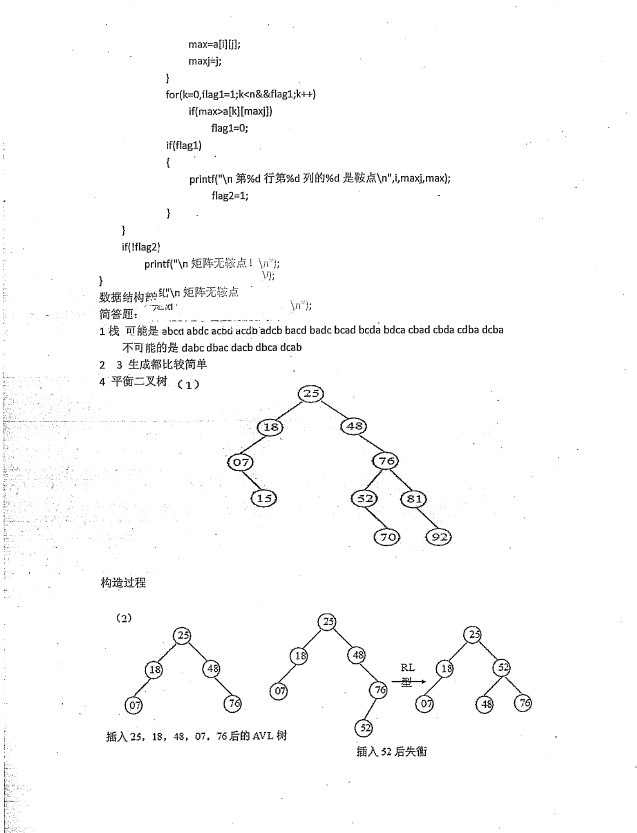 max=a[i][j];
maxj=j;
}
for(k=0,flag1=1;k<n&&flag1;k++)
if(max>a[k][maxj])
flag1=0;
if(flag1)
{
printf("\n 第%d 行第%d 列的%d 是鞍点\n",i,maxj,max);
flag2=1;
}
}
if(!flag2)
printf("\n 矩阵无鞍点！\n");
}
\n");
数据结构
"\n 矩阵无鞍点
\n");
简答题：
1 栈 可能是 abcd abdc acbd acdb adcb bacd badc bcad bcda bdca cbad cbda cdba dcba
不可能的是 dabc dbac dacb dbca dcab
2 3 生成都比较简单
4 平衡二叉树 （1）
25
18 48
07 76
15 52 81
70 92
构造过程
（2）
25 25 25
18 48 18 48 RL 18 52
07 76 07 76 型 07 48 76
52
插入 25，18，48，07，76 后的 AVL 树
插入 52 后失衡